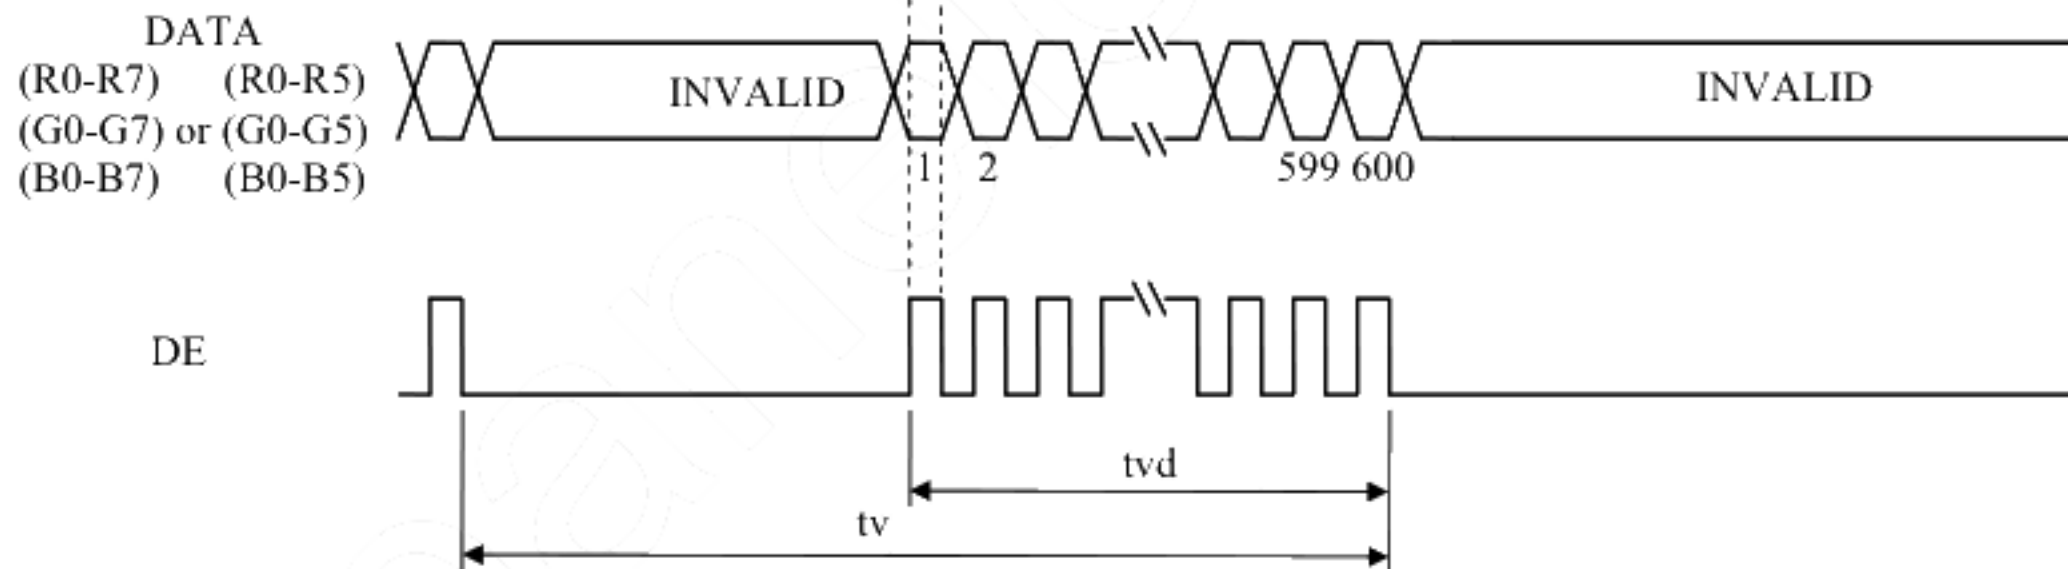 DATA
(R0-R7) (R0-R5)
(G0-G7) or (G0-G5)
(B0-B7) (B0-B5)
INVALID
INVALID
1 2 599 600
DE
tvd
tv